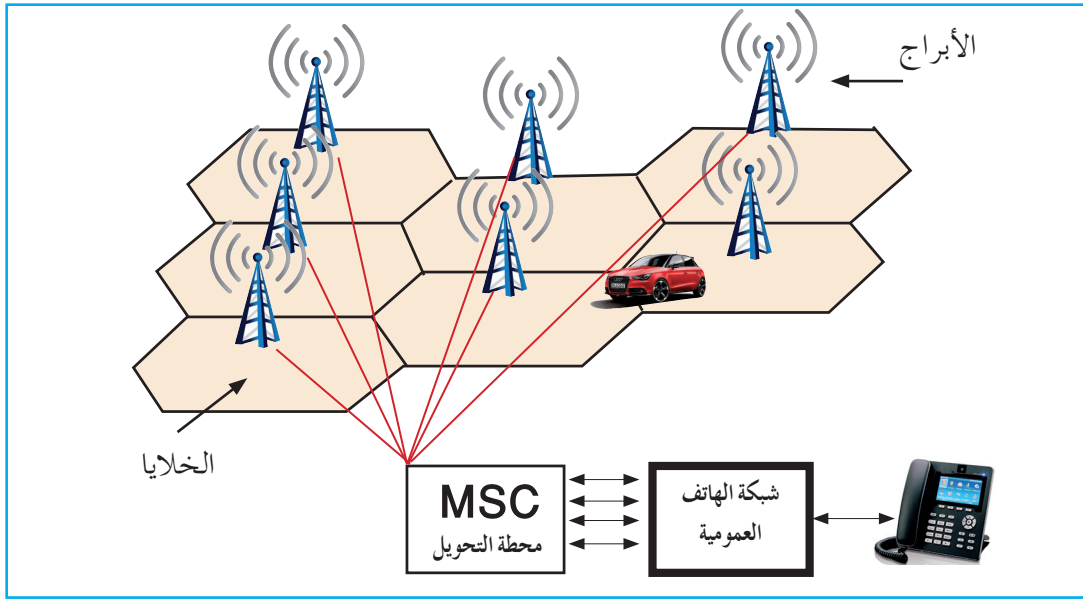 الأبراج
الخلايا
MSC
محطة التحويل
شبكة الهاتف
العمومية